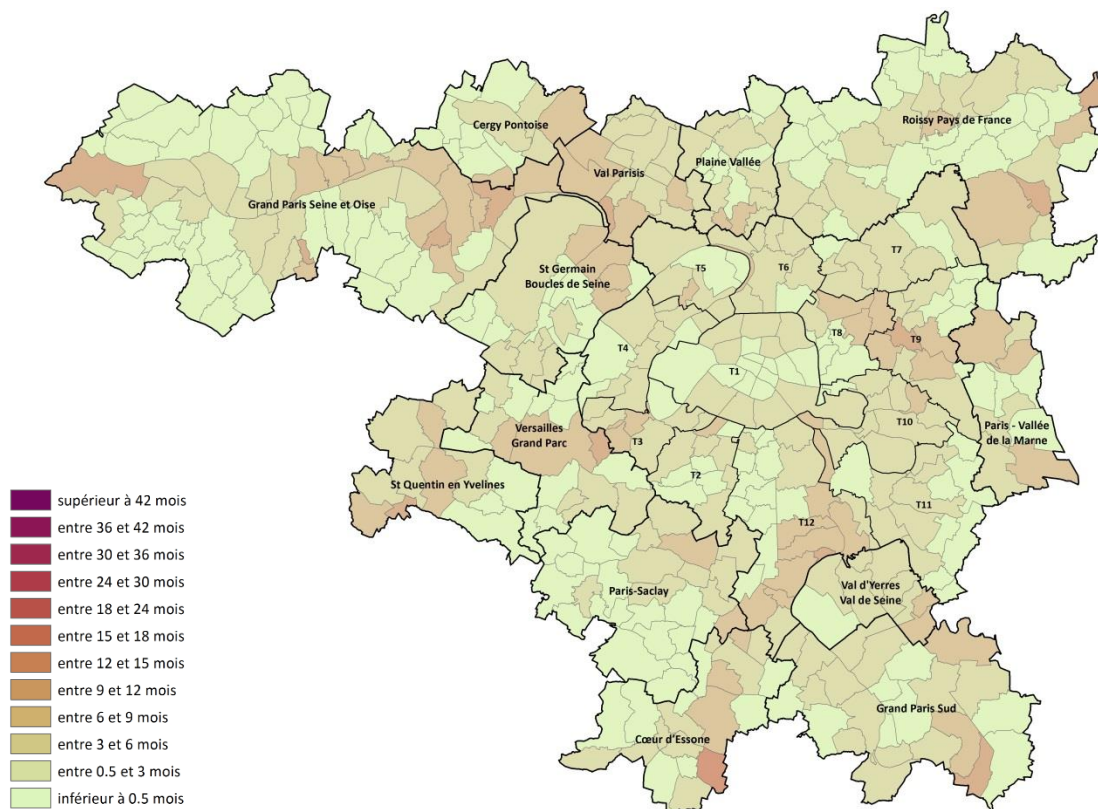 Cergy Pontoise
Roissy Pays de France
Val Parisis
Plaine Vallée
Grand Paris Seine et Oise
St Germain
Boucles de Seine
T5
T6
T7
T4
T8
T9
T1
Versailles
Grand Parc
T3
T10
Paris - Vallée
de la Marne
T2
St Quentin en Yvelines
T11
T12
Paris-Saclay
Val d'Yerres
Val de Seine
Grand Paris Sud
Cœur d'Essone
supérieur à 42 mois
entre 36 et 42 mois
entre 30 et 36 mois
entre 24 et 30 mois
entre 18 et 24 mois
entre 15 et 18 mois
entre 12 et 15 mois
entre 9 et 12 mois
entre 6 et 9 mois
entre 3 et 6 mois
entre 0.5 et 3 mois
inférieur à 0.5 mois